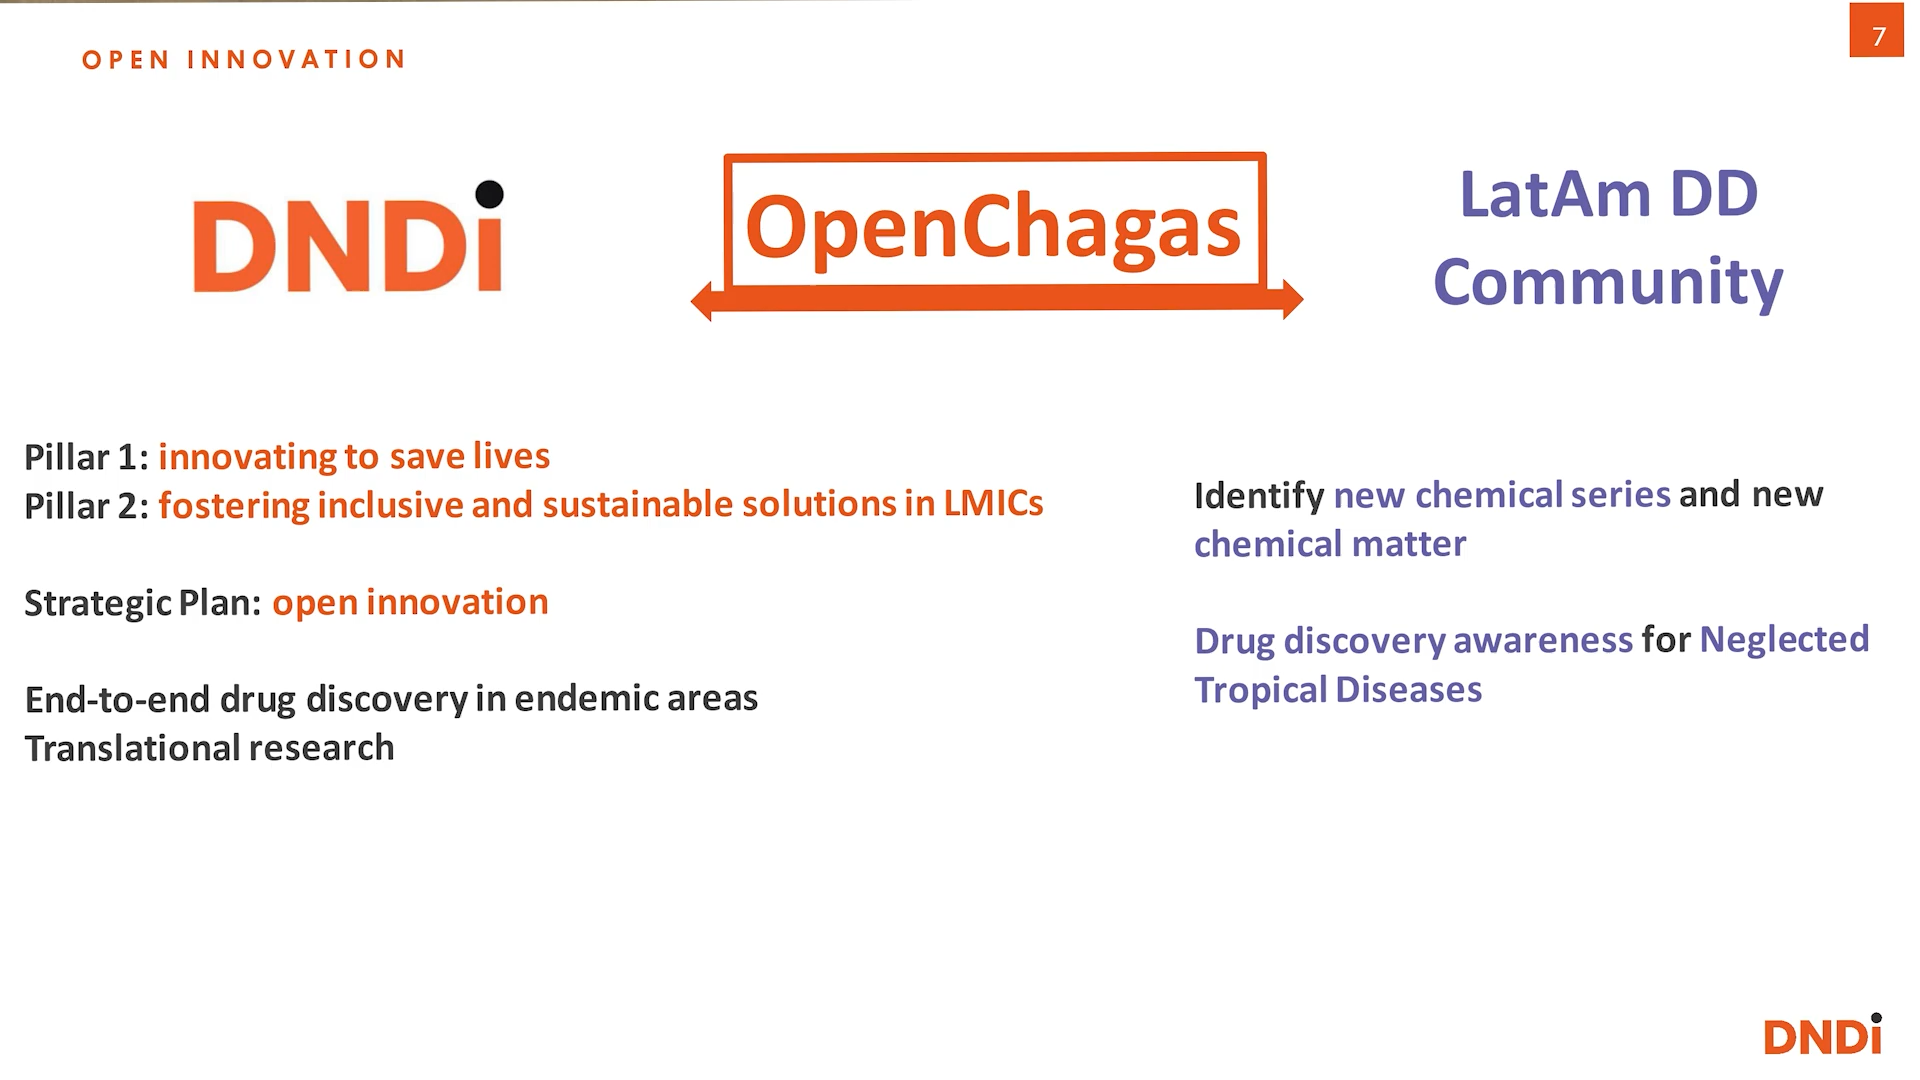 OPEN INNOVATION
7
DNDi
OpenChagas
LatAm DD
Community
Pillar 1: innovating to save lives
Pillar 2: fostering inclusive and sustainable solutions in LMICs
Strategic Plan: open innovation
End-to-end drug discovery in endemic areas
Translational research
Identify new chemical series and new
chemical matter
Drug discovery awareness for Neglected
Tropical Diseases
DNDi